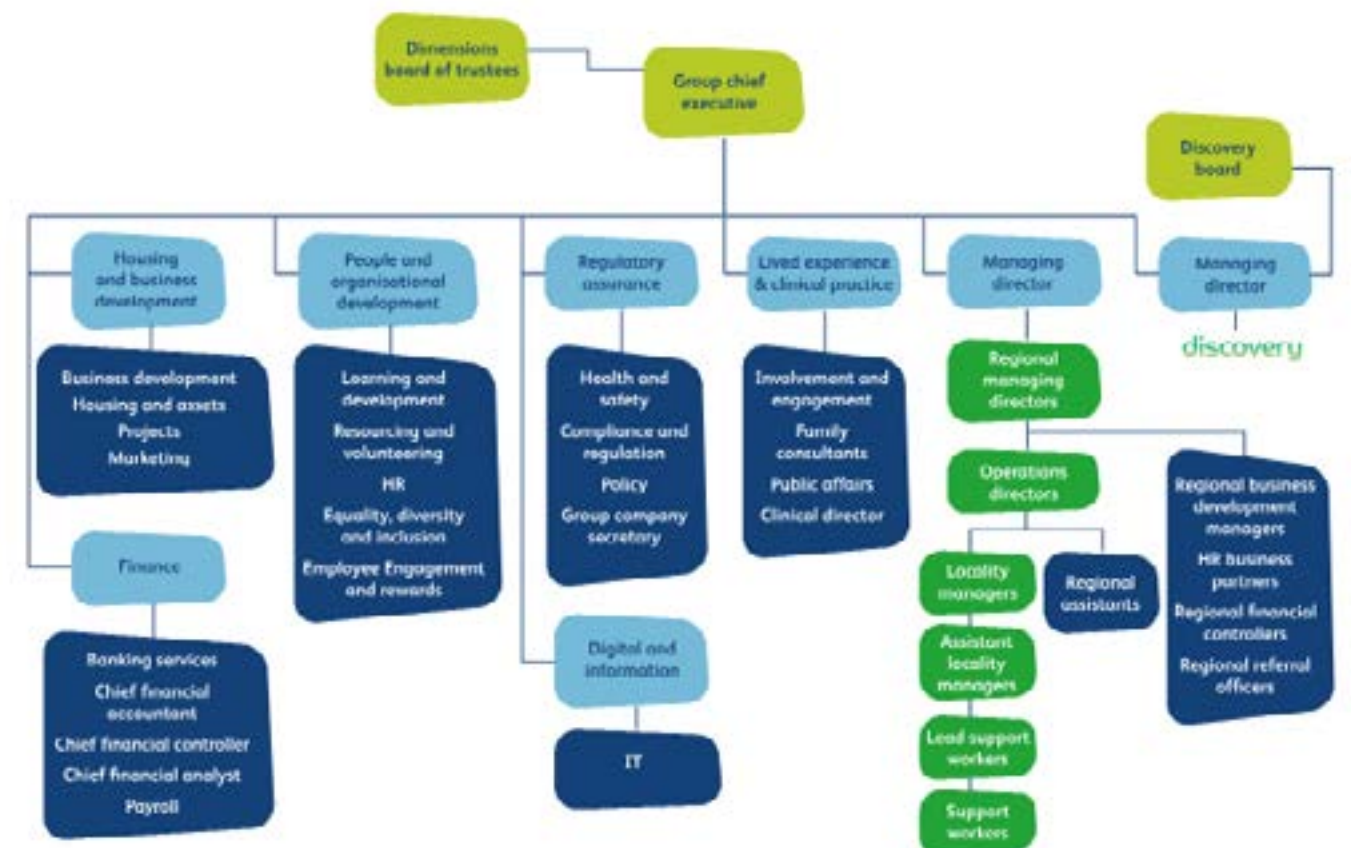 Dimensions
board of trustees
Group chief
executive
Discovery
board
Housing
and business
development
People and
organisational
development
Regulatory
assurance
Lived experience
& clinical practice
Managing
director
Managing
director
discovery
Business development
Housing and assets
Projects
Marketing
Learning and
development
Resourcing and
volunteering
HR
Equality, diversity
and inclusion
Employee Engagement
and rewards
Health and
safety
Compliance and
regulation
Policy
Group company
secretary
Involvement and
engagement
Family
consultants
Public affairs
Clinical director
Regional
managing
directors
Operations
directors
Regional business
development
managers
HR business
partners
Regional financial
controllers
Regional referral
officers
Locality
managers
Regional
assistants
Assistant
locality
managers
Lead support
workers
Support
workers
Finance
Banking services
Chief financial
accountant
Chief financial controller
Chief financial analyst
Payroll
Digital and
information
IT